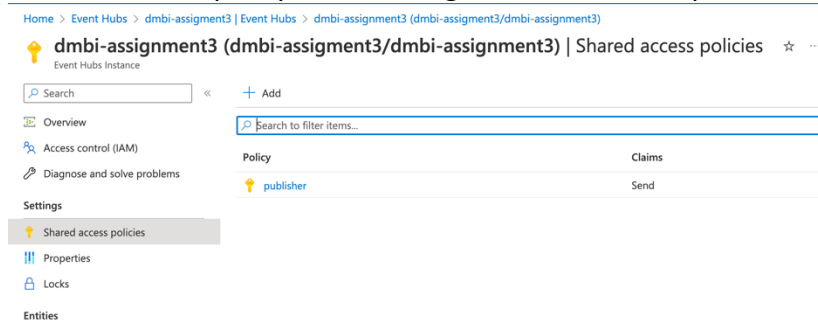 Home > Event Hubs > dmbi-assigment3 | Event Hubs > dmbi-assignment3 (dmbi-assigment3/dmbi-assignment3)
dmbi-assignment3 (dmbi-assigment3/dmbi-assignment3) | Shared access policies
Event Hubs Instance
Search
Add
Overview
Search to filter items...
Access control (IAM)
Policy Claims
Diagnose and solve problems
publisher Send
Settings
Shared access policies
Properties
Locks
Entities